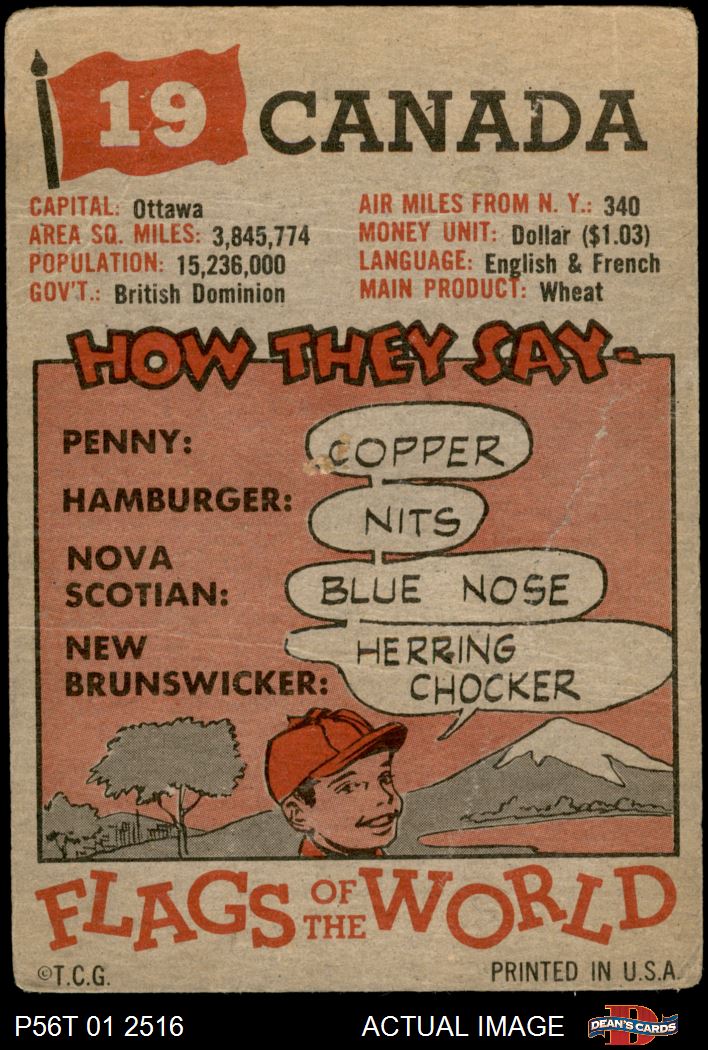 19 CANADA
CAPITAL: Ottawa
AREA SQ. MILES: 3,845,774
POPULATION: 15,236,000
GOV'T.: British Dominion
AIR MILES FROM N. Y.: 340
MONEY UNIT: Dollar ($1.03)
LANGUAGE: English & French
MAIN PRODUCT: Wheat
HOW THEY SAY-
PENNY: COPPER
HAMBURGER: NITS
NOVA
SCOTIAN: BLUE NOSE
NEW
BRUNSWICKER: HERRING
CHOCKER
FLAGS OF THE WORLD
©T.C.G.
PRINTED IN U.S.A.
P56T 01 2516
ACTUAL IMAGE
D
DEAN'S CARDS